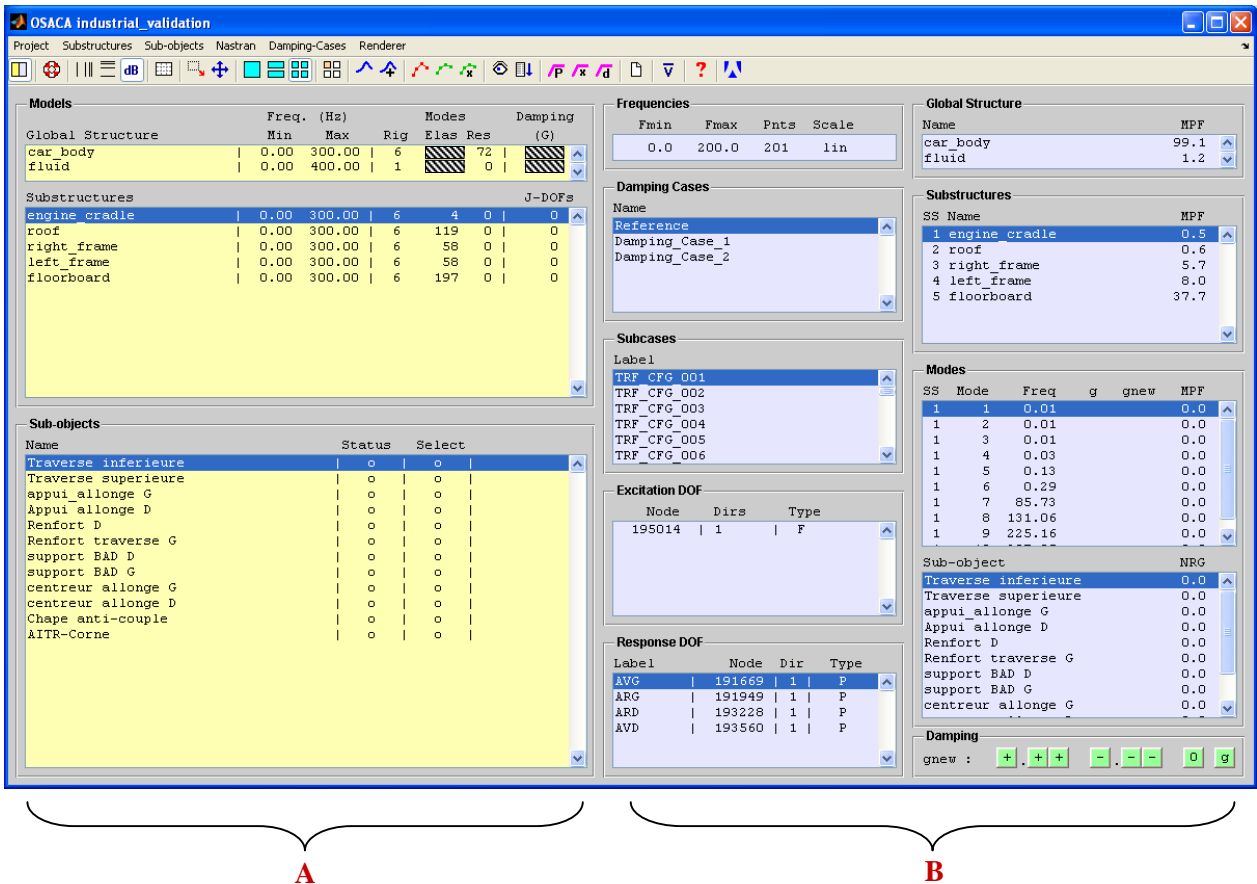 OSACA industrial_validation
Project Substructures Sub-objects Nastran Damping-Cases Renderer
dB P x d v ?
Models
Freq. (Hz) Modes Damping
Global Structure Min Max Rig Elas Res (G)
car_body | 0.00 300.00 | 6 72 |
fluid | 0.00 400.00 | 1 0 |
Substructures J-DOFs
engine_cradle | 0.00 300.00 | 6 4 0 | 0
roof | 0.00 300.00 | 6 119 0 | 0
right_frame | 0.00 300.00 | 6 58 0 | 0
left_frame | 0.00 300.00 | 6 58 0 | 0
floorboard | 0.00 300.00 | 6 197 0 | 0
Sub-objects
Name Status Select
Traverse inferieure | o | o |
Traverse superieure | o | o |
appui_allonge G | o | o |
Appui allonge D | o | o |
Renfort D | o | o |
Renfort traverse G | o | o |
support BAD D | o | o |
support BAD G | o | o |
centreur allonge G | o | o |
centreur allonge D | o | o |
Chape anti-couple | o | o |
AITR-Corne | o | o |
Frequencies
Fmin Fmax Pnts Scale
0.0 200.0 201 lin
Damping Cases
Name
Reference
Damping_Case_1
Damping_Case_2
Subcases
Label
TRF_CFG_001
TRF_CFG_002
TRF_CFG_003
TRF_CFG_004
TRF_CFG_005
TRF_CFG_006
Excitation DOF
Node Dirs Type
195014 | 1 | F
Response DOF
Label Node Dir Type
AVG | 191669 | 1 | P
ARG | 191949 | 1 | P
ARD | 193228 | 1 | P
AVD | 193560 | 1 | P
Global Structure
Name MPF
car_body 99.1
fluid 1.2
Substructures
SS Name MPF
1 engine_cradle 0.5
2 roof 0.6
3 right_frame 5.7
4 left_frame 8.0
5 floorboard 37.7
Modes
SS Mode Freq g gnew MPF
1 1 0.01 0.0
1 2 0.01 0.0
1 3 0.01 0.0
1 4 0.03 0.0
1 5 0.13 0.0
1 6 0.29 0.0
1 7 85.73 0.0
1 8 131.06 0.0
1 9 225.16 0.0
Sub-object NRG
Traverse inferieure 0.0
Traverse superieure 0.0
appui_allonge G 0.0
Appui allonge D 0.0
Renfort D 0.0
Renfort traverse G 0.0
support BAD D 0.0
support BAD G 0.0
centreur allonge G 0.0
Damping
gnew : + . + + - . - - 0 g
A
B